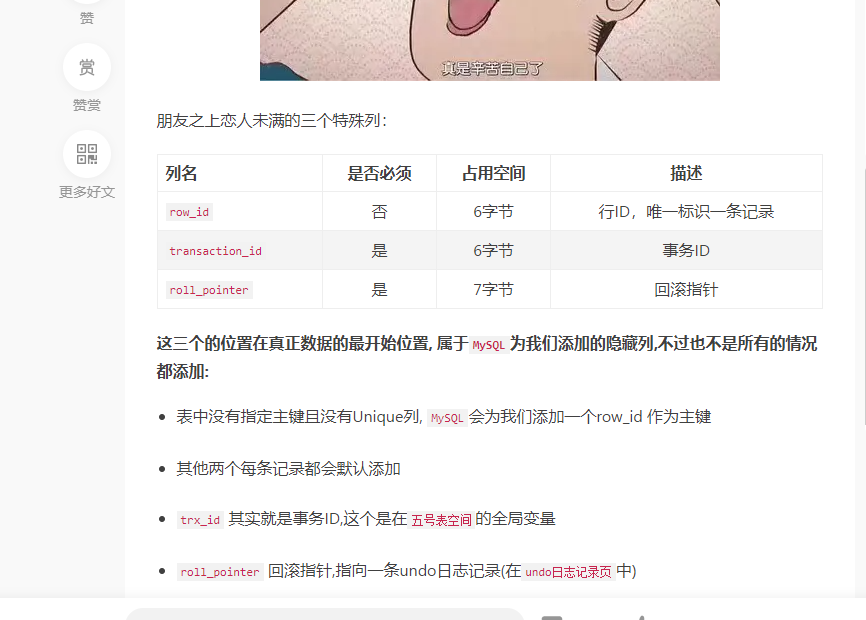 赞
赏
赞赏
更多好文
真是辛苦自己了
朋友之上恋人未满的三个特殊列：
列名 是否必须 占用空间 描述
row_id 否 6字节 行ID，唯一标识一条记录
transaction_id 是 6字节 事务ID
roll_pointer 是 7字节 回滚指针
这三个的位置在真正数据的最开始位置, 属于 MySQL 为我们添加的隐藏列,不过也不是所有的情况
都添加:
表中没有指定主键且没有Unique列, MySQL 会为我们添加一个row_id 作为主键
其他两个每条记录都会默认添加
trx_id 其实就是事务ID,这个是在 五号表空间 的全局变量
roll_pointer 回滚指针,指向一条undo日志记录(在 undo日志记录页 中)